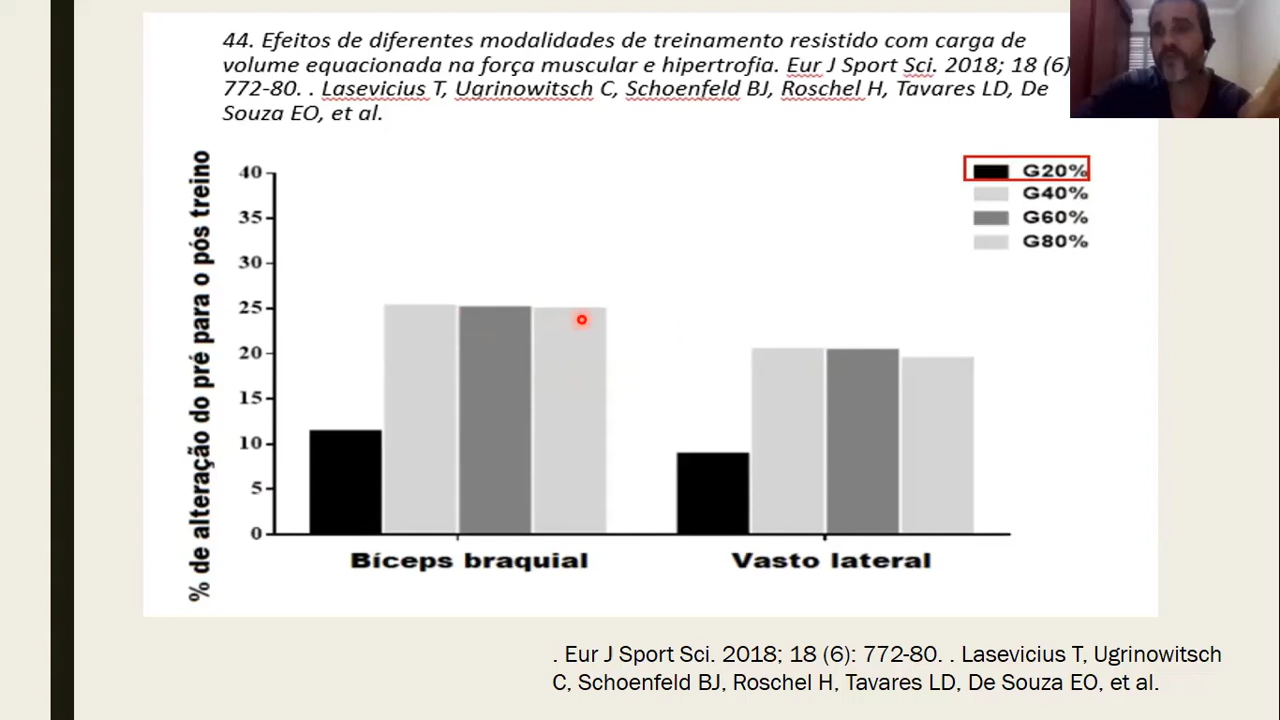 44. Efeitos de diferentes modalidades de treinamento resistido com carga de
volume equacionada na força muscular e hipertrofia. Eur J Sport Sci. 2018; 18 (6)
772-80. . Lasevicius T, Ugrinowitsch C, Schoenfeld BJ, Roschel H, Tavares LD, De
Souza EO, et al.
% de alteração do pré para o pós treino
40
35
30
25
20
15
10
5
0
G20%
G40%
G60%
G80%
Bíceps braquial
Vasto lateral
. Eur J Sport Sci. 2018; 18 (6): 772-80. . Lasevicius T, Ugrinowitsch
C, Schoenfeld BJ, Roschel H, Tavares LD, De Souza EO, et al.